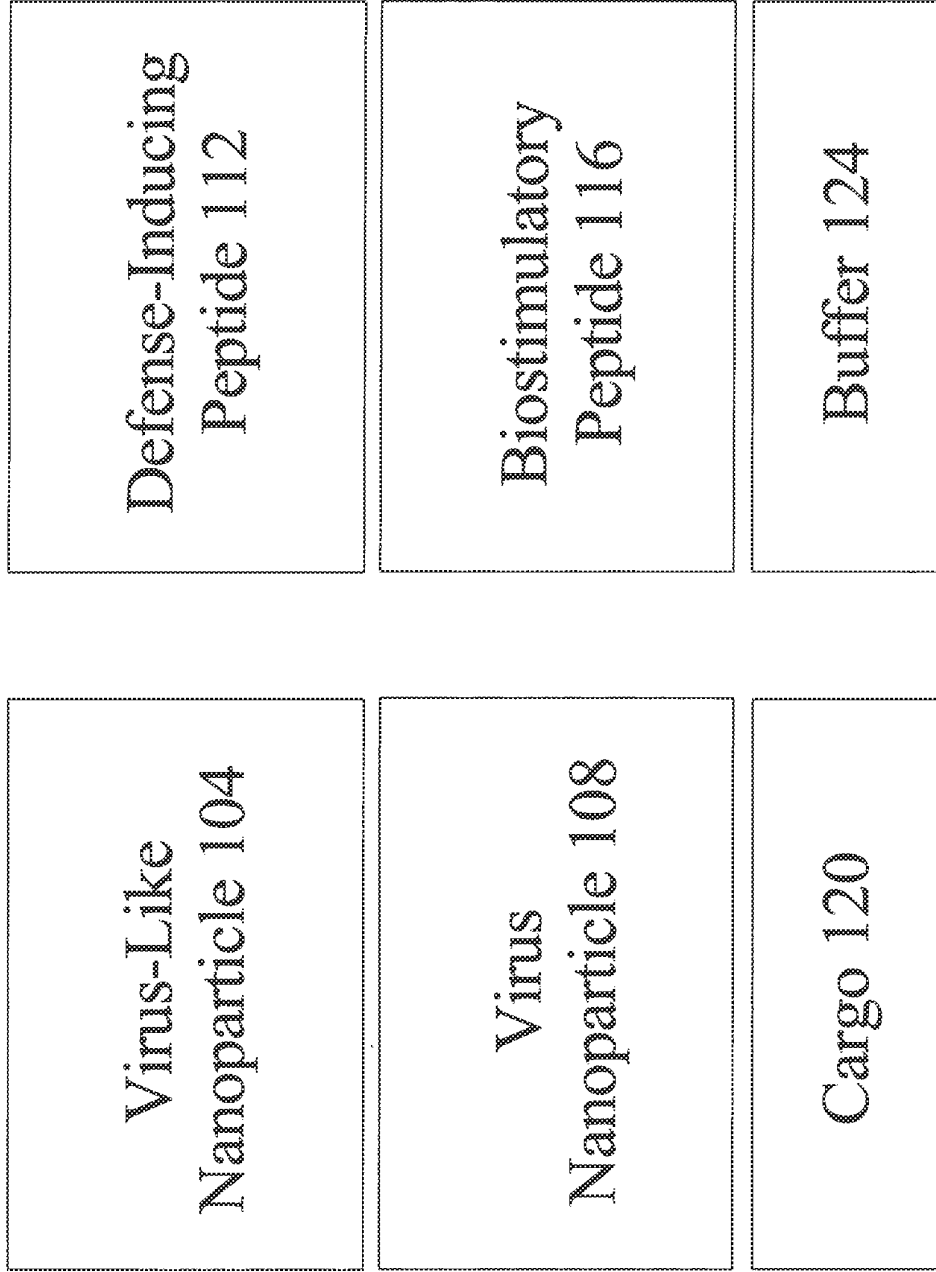 Virus-Like
Nanoparticle 104
Defense-Inducing
Peptide 112
Virus
Nanoparticle 108
Biostimulatory
Peptide 116
Cargo 120
Buffer 124